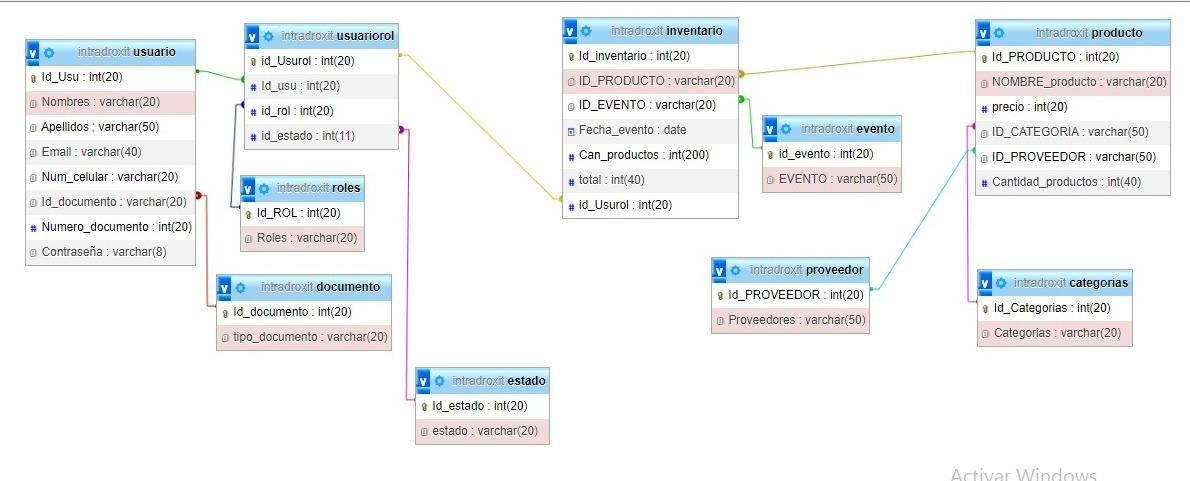 intradroxit usuario
Id_Usu : int(20)
Nombres : varchar(20)
Apellidos : varchar(50)
Email : varchar(40)
Num_celular : varchar(20)
Id_documento : varchar(20)
Numero_documento : int(20)
Contraseña : varchar(8)
intradroxit usuariorol
id_Usurol : int(20)
Id_usu : int(20)
id_rol : int(20)
id_estado : int(11)
intradroxit roles
Id_ROL : int(20)
Roles : varchar(20)
intradroxit documento
Id_documento : int(20)
tipo_documento : varchar(20)
intradroxit estado
Id_estado : int(20)
estado : varchar(20)
intradroxit inventario
Id_inventario : int(20)
ID_PRODUCTO : varchar(20)
ID_EVENTO : varchar(20)
Fecha_evento : date
Can_productos : int(200)
total : int(40)
id_Usurol : int(20)
intradroxit evento
id_evento : int(20)
EVENTO : varchar(50)
intradroxit proveedor
Id_PROVEEDOR : int(20)
Proveedores : varchar(50)
intradroxit producto
Id_PRODUCTO : int(20)
NOMBRE_producto : varchar(20)
precio : int(20)
ID_CATEGORIA : varchar(50)
ID_PROVEEDOR : varchar(50)
Cantidad_productos : int(40)
intradroxit categorias
Id_Categorias : int(20)
Categorias : varchar(20)
Activar Windows